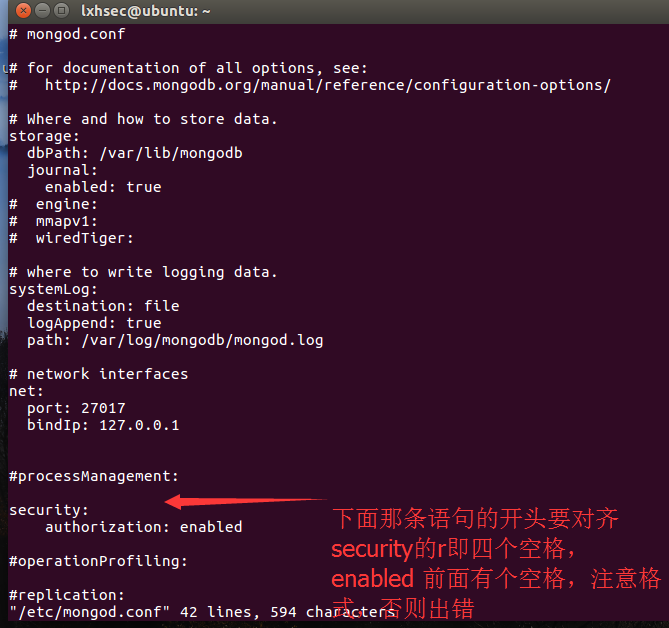 lxhsec@ubuntu: ~
# mongod.conf
# for documentation of all options, see:
#   http://docs.mongodb.org/manual/reference/configuration-options/
# Where and how to store data.
storage:
  dbPath: /var/lib/mongodb
  journal:
    enabled: true
#  engine:
#  mmapv1:
#  wiredTiger:
# where to write logging data.
systemLog:
  destination: file
  logAppend: true
  path: /var/log/mongodb/mongod.log
# network interfaces
net:
  port: 27017
  bindIp: 127.0.0.1
#processManagement:
security:
    authorization: enabled
#operationProfiling:
#replication:
"/etc/mongod.conf" 42 lines, 594 characters
下面那条语句的开头要对齐
security的r即四个空格，
enabled 前面有个空格，注意格
式，否则出错